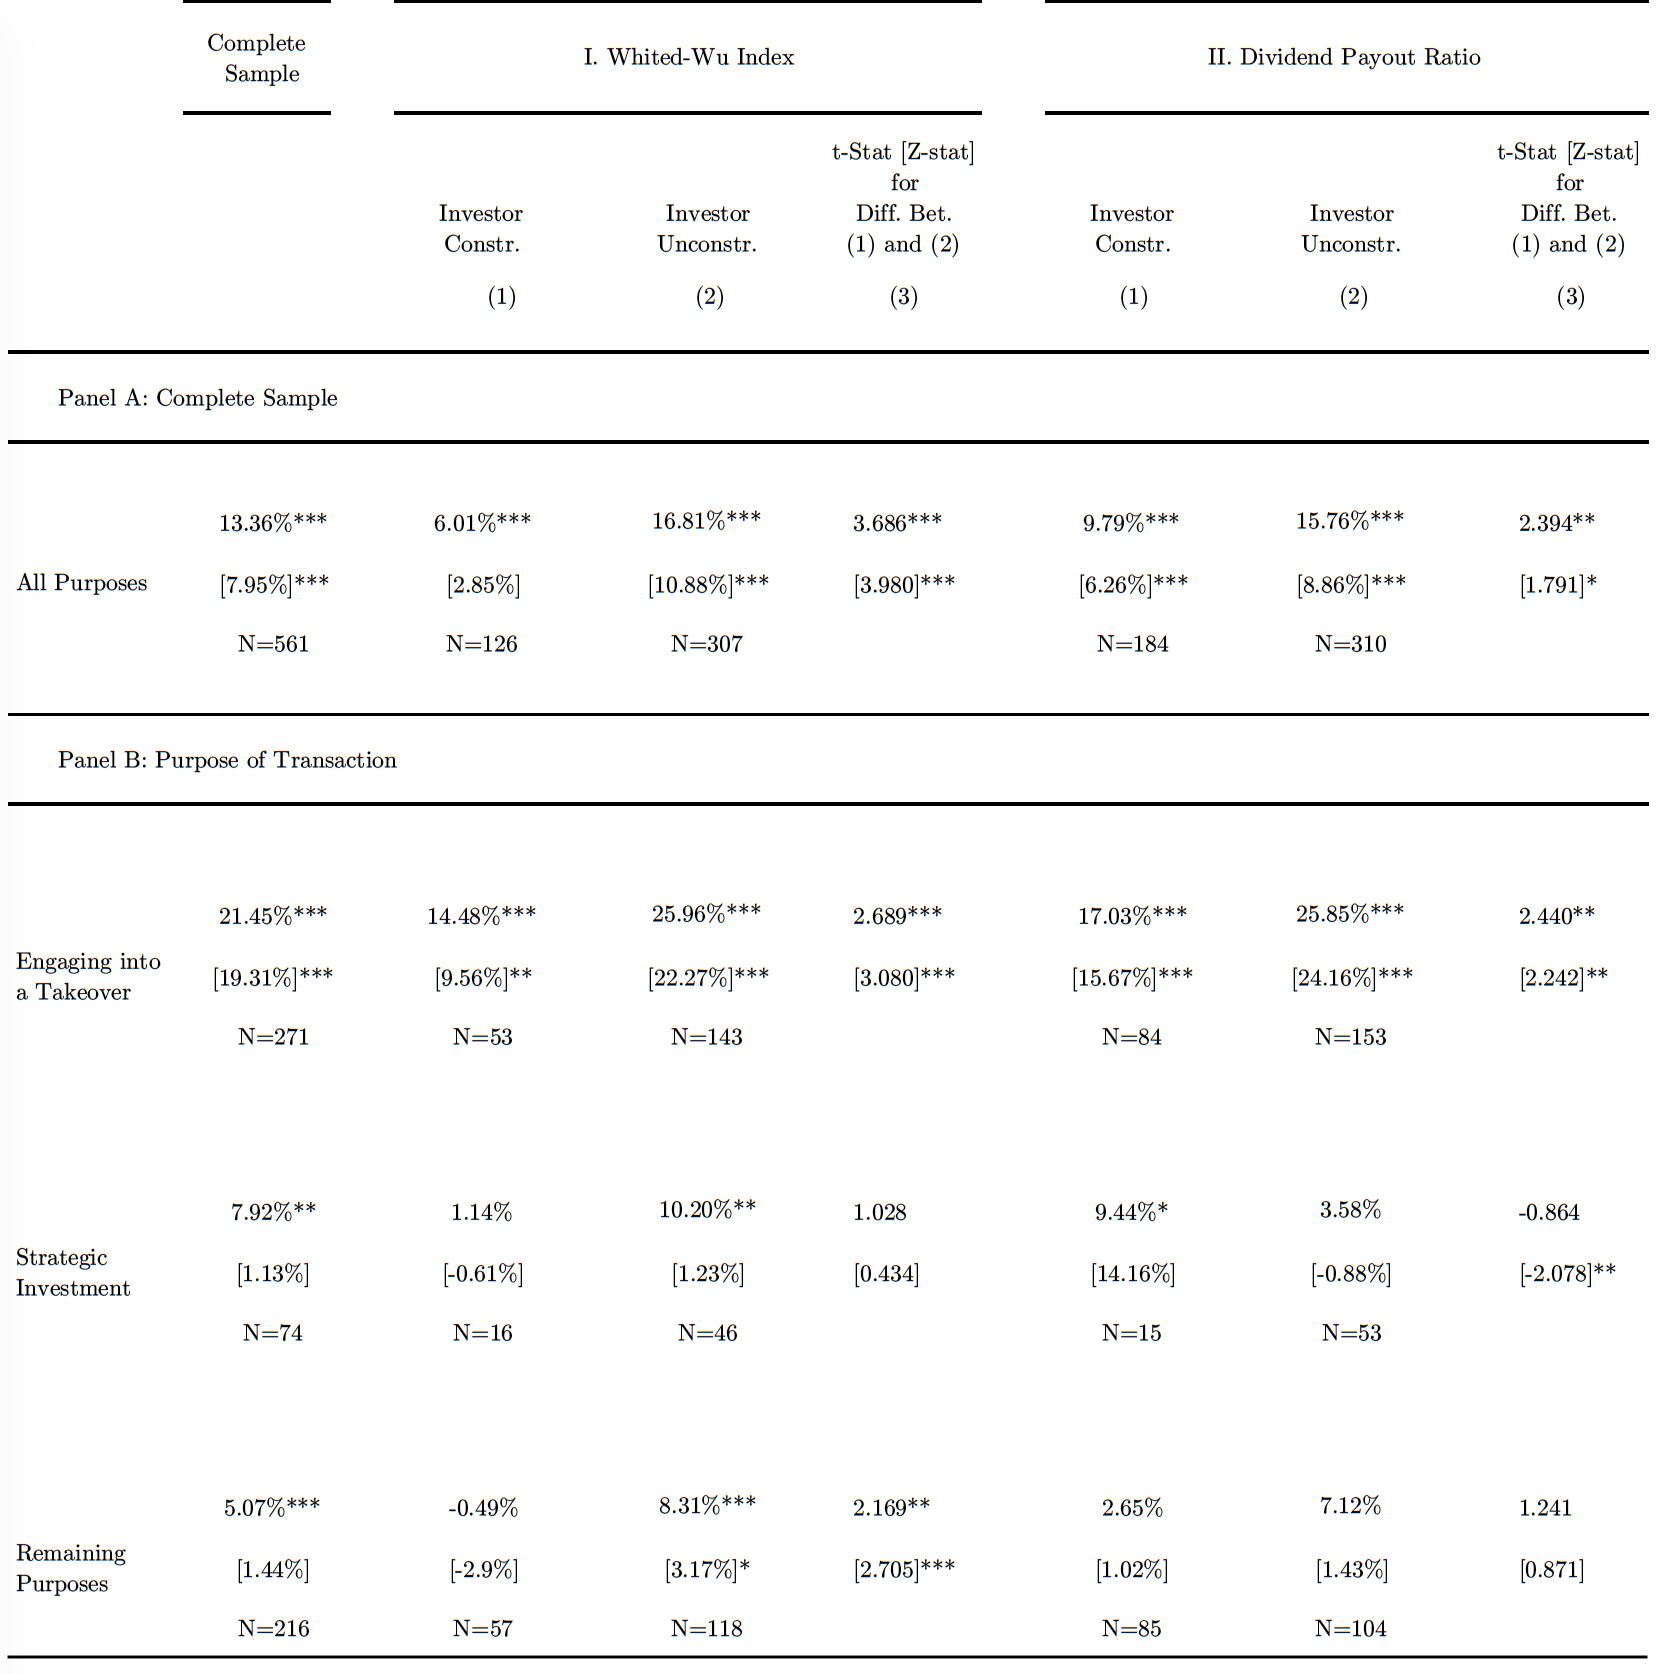 Complete
Sample
I. Whited-Wu Index
II. Dividend Payout Ratio
t-Stat [Z-stat]
for
Diff. Bet.
(1) and (2)
t-Stat [Z-stat]
for
Diff. Bet.
(1) and (2)
Investor
Constr.
Investor
Unconstr.
Investor
Constr.
Investor
Unconstr.
(1) (2) (3) (1) (2) (3)
Panel A: Complete Sample
13.36%*** 6.01%*** 16.81%*** 3.686*** 9.79%*** 15.76%*** 2.394**
All Purposes [7.95%]*** [2.85%] [10.88%]*** [3.980]*** [6.26%]*** [8.86%]*** [1.791]*
N=561 N=126 N=307 N=184 N=310
Panel B: Purpose of Transaction
21.45%*** 14.48%*** 25.96%*** 2.689*** 17.03%*** 25.85%*** 2.440**
Engaging into
a Takeover
[19.31%]*** [9.56%]** [22.27%]*** [3.080]*** [15.67%]*** [24.16%]*** [2.242]**
N=271 N=53 N=143 N=84 N=153
7.92%** 1.14% 10.20%** 1.028 9.44%* 3.58% -0.864
Strategic
Investment
[1.13%] [-0.61%] [1.23%] [0.434] [14.16%] [-0.88%] [-2.078]**
N=74 N=16 N=46 N=15 N=53
5.07%*** -0.49% 8.31%*** 2.169** 2.65% 7.12% 1.241
Remaining
Purposes
[1.44%] [-2.9%] [3.17%]* [2.705]*** [1.02%] [1.43%] [0.871]
N=216 N=57 N=118 N=85 N=104